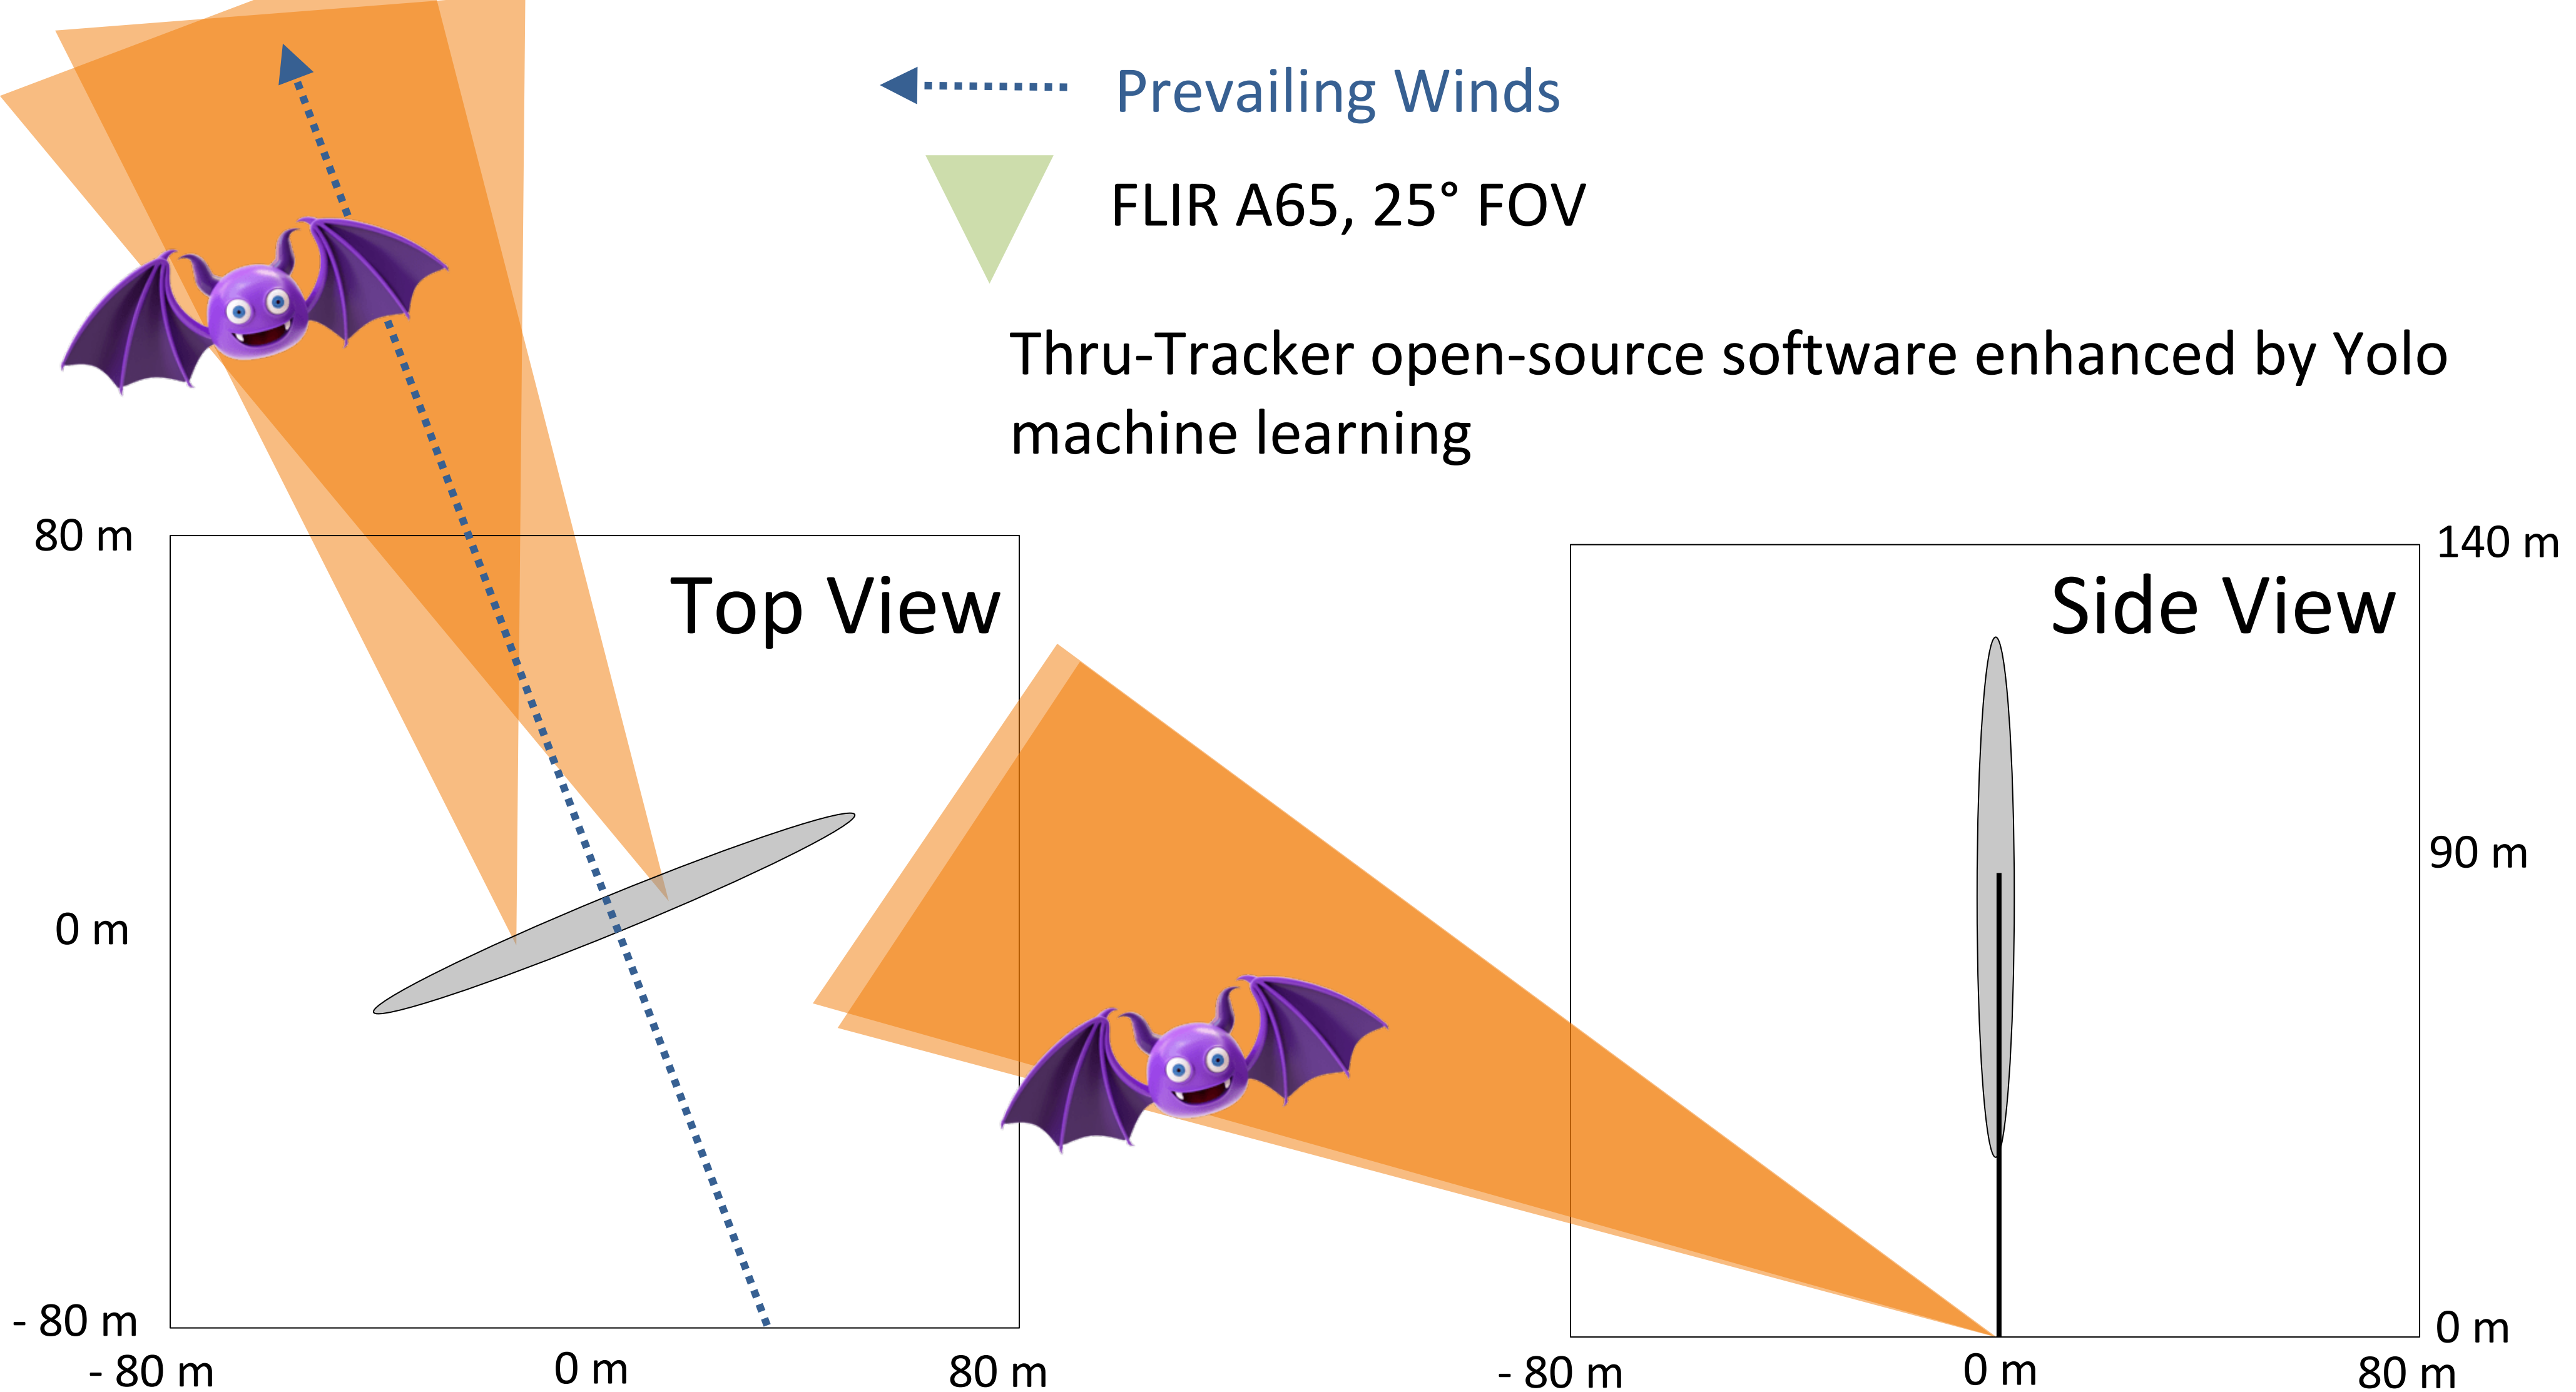 Prevailing Winds
FLIR A65, 25° FOV
Thru-Tracker open-source software enhanced by Yolo
machine learning
80 m
Top View
0 m
- 80 m
- 80 m
0 m
80 m
140 m
Side View
90 m
0 m
- 80 m
0 m
80 m